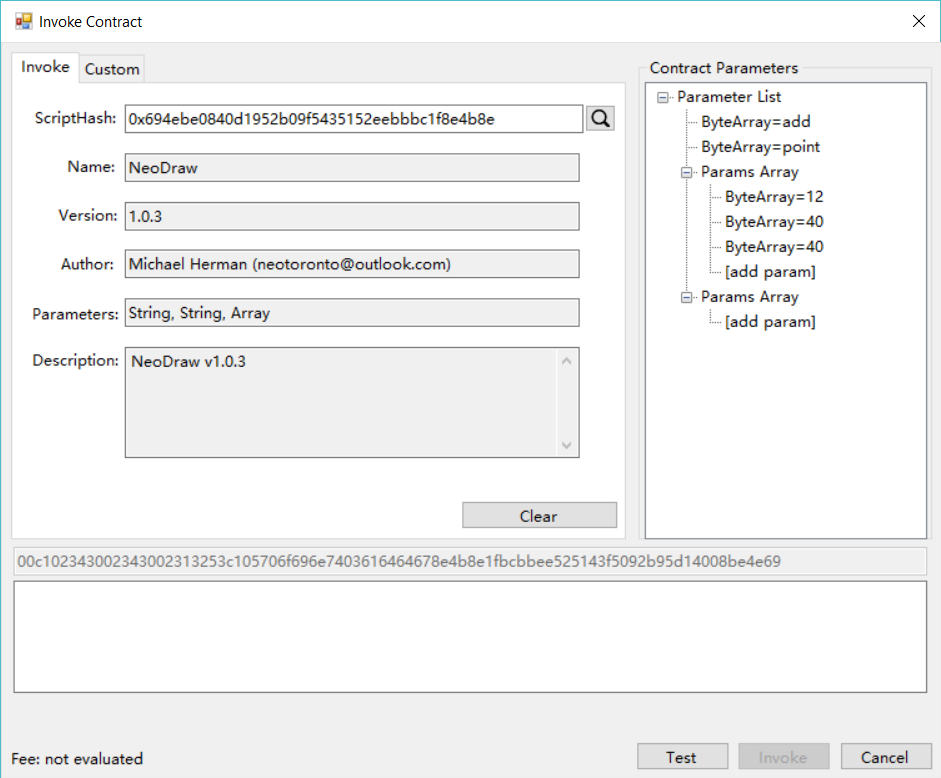 Invoke Contract
Invoke
Custom
ScriptHash: 0x694ebe0840d1952b09f5435152eebbbc1f8e4b8e
Name: NeoDraw
Version: 1.0.3
Author: Michael Herman (neotoronto@outlook.com)
Parameters: String, String, Array
Description: NeoDraw v1.0.3
Clear
Contract Parameters
Parameter List
ByteArray=add
ByteArray=point
Params Array
ByteArray=12
ByteArray=40
ByteArray=40
[add param]
Params Array
[add param]
00c102343002343002313253c105706f696e7403616464678e4b8e1fbcbbee525143f5092b95d14008be4e69
Fee: not evaluated
Test
Invoke
Cancel